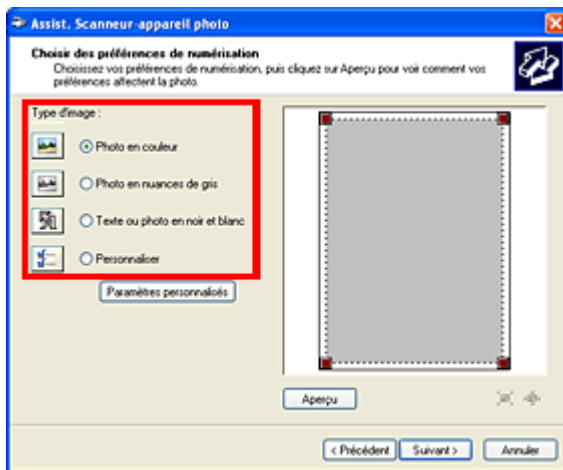 Assist. Scanneur-appareil photo
Choisir des préférences de numérisation
Choisissez vos préférences de numérisation, puis cliquez sur Aperçu pour voir comment vos
préférences affectent la photo.
Type d'image :
Photo en couleur
Photo en nuances de gris
Texte ou photo en noir et blanc
Personnaliser
Paramètres personnalisés
Aperçu
< Précédent Suivant > Annuler